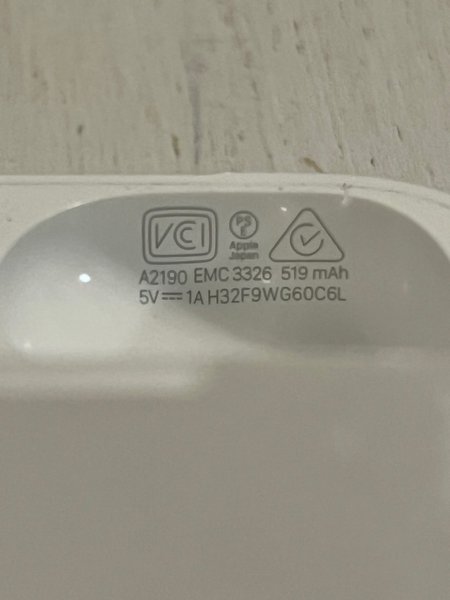 VCI
PS
E
Apple
Japan
A2190 EMC 3326 519 mAh
5V⎓1A H32F9WG60C6L